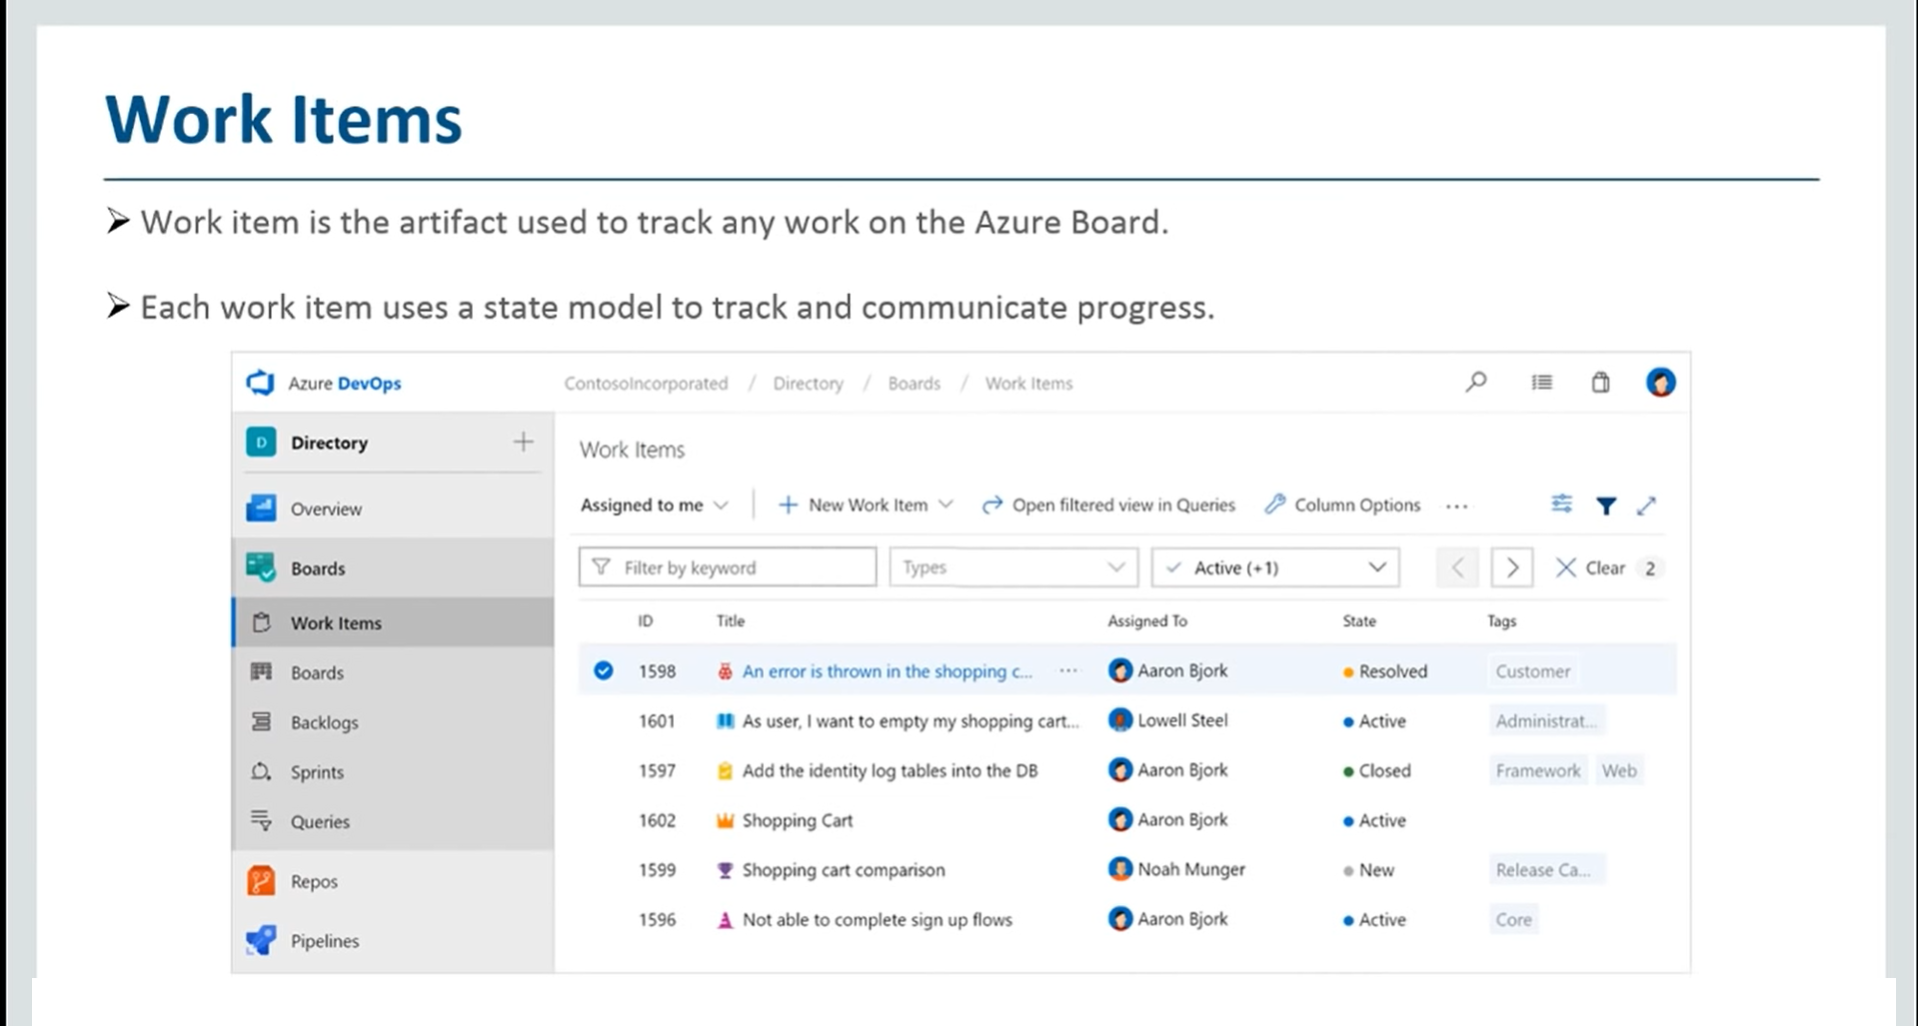 Work Items
➤ Work item is the artifact used to track any work on the Azure Board.
➤ Each work item uses a state model to track and communicate progress.
Azure DevOps
ContosoIncorporated / Directory / Boards / Work Items
D Directory
Overview
Boards
Work Items
Boards
Backlogs
Sprints
Queries
Repos
Pipelines
Work Items
Assigned to me New Work Item Open filtered view in Queries Column Options ...
Filter by keyword Types Active (+1) Clear 2
ID Title Assigned To State Tags
1598 An error is thrown in the shopping c... ... Aaron Bjork Resolved Customer
1601 As user, I want to empty my shopping cart... Lowell Steel Active Administrat...
1597 Add the identity log tables into the DB Aaron Bjork Closed Framework Web
1602 Shopping Cart Aaron Bjork Active
1599 Shopping cart comparison Noah Munger New Release Ca...
1596 Not able to complete sign up flows Aaron Bjork Active Core